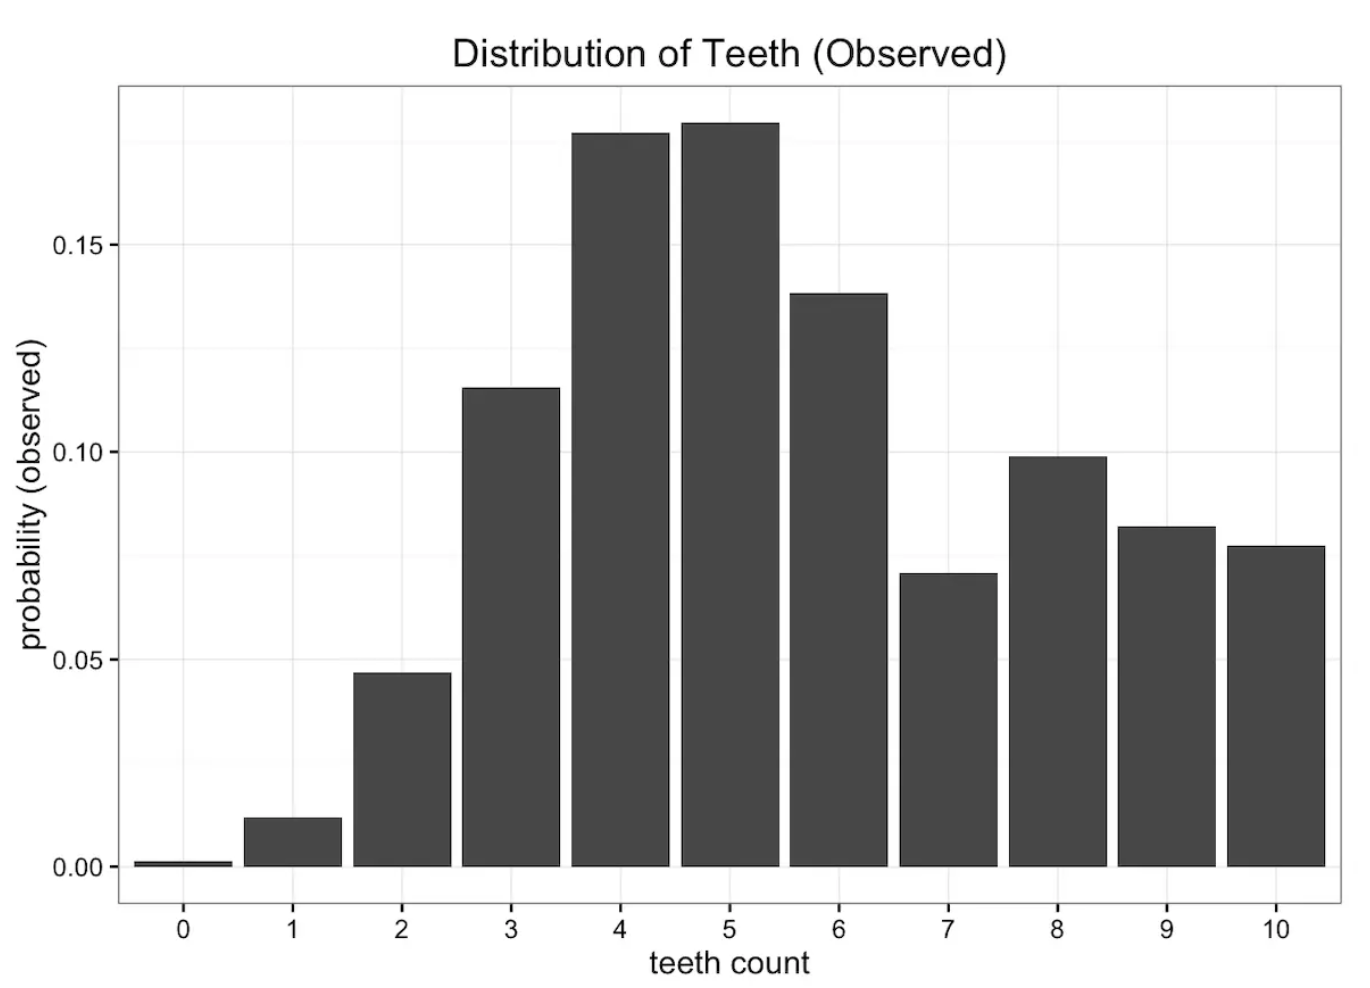 Distribution of Teeth (Observed)
probability (observed)
0.15
0.10
0.05
0.00
0 1 2 3 4 5 6 7 8 9 10
teeth count